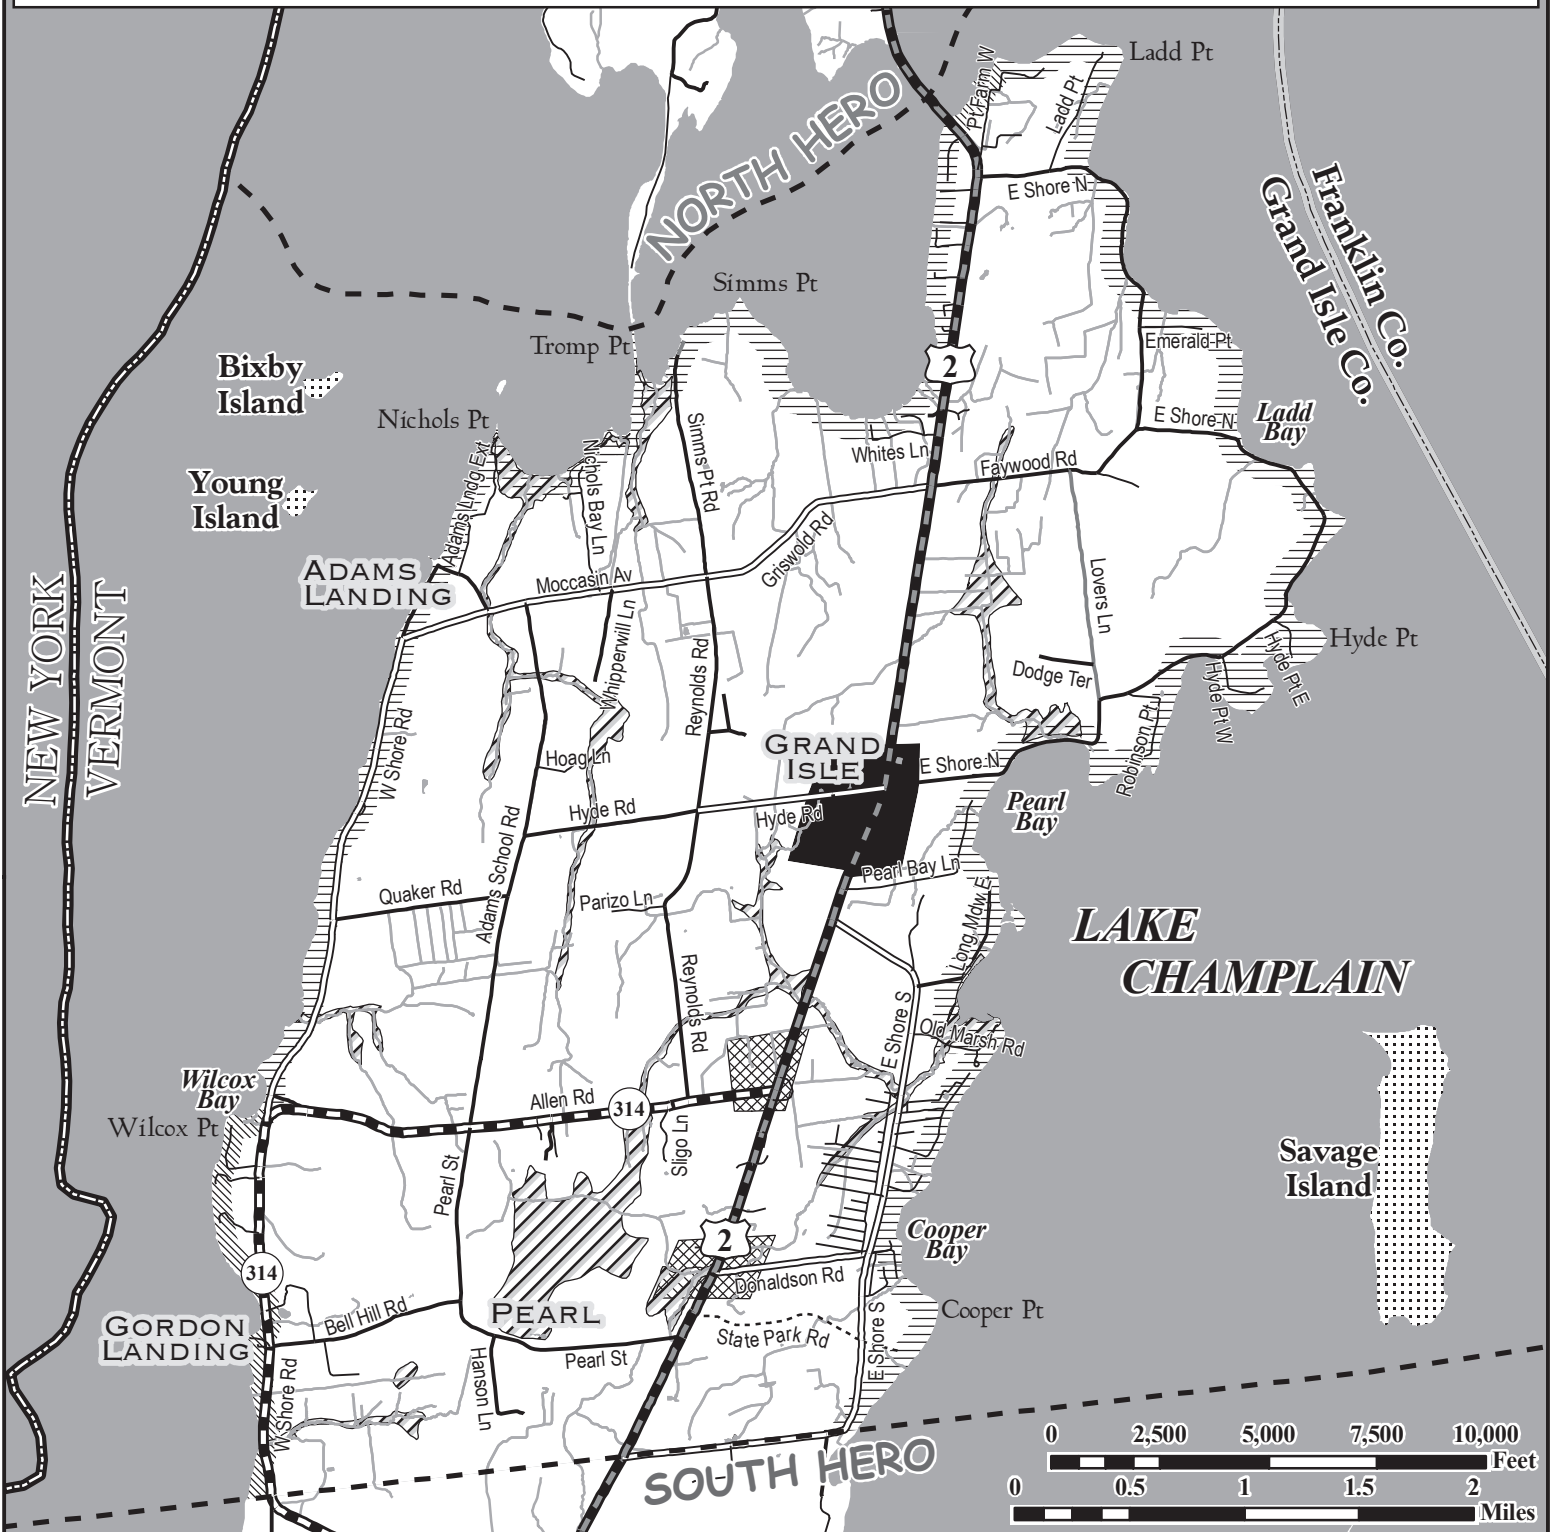 Ladd Pt
Pt Farm W
Ladd Pt
NORTH HERO
E Shore N
Franklin Co.
Grand Isle Co.
Simms Pt
Tromp Pt
Emerald Pt
2
Bixby
Island
Nichols Pt
E Shore N
Ladd
Bay
Whites Ln
Simms Pt Rd
Faywood Rd
Adams Lndg Ext
Nichols Bay Ln
Young
Island
Griswold Rd
ADAMS
LANDING
Moccasin Av
Lovers Ln
NEW YORK
VERMONT
Whipperwill Ln
Reynolds Rd
Hyde Pt
Hyde Pt E
Hyde Pt W
Dodge Ter
Robinson Pt
W Shore Rd
GRAND
ISLE
Hoag Ln
E Shore N
Hyde Rd
Hyde Rd
Pearl
Bay
Adams School Rd
Pearl Bay Ln
Quaker Rd
Parizo Ln
Long Mdw E
LAKE
CHAMPLAIN
Reynolds Rd
E Shore S
Old Marsh Rd
Wilcox
Bay
Wilcox Pt
Allen Rd
314
Sligo Ln
Pearl St
Savage
Island
Cooper
Bay
2
314
Donaldson Rd
Bell Hill Rd
PEARL
Cooper Pt
GORDON
LANDING
State Park Rd
E Shore S
Pearl St
Hanson Ln
W Shore Rd
SOUTH HERO
0 2,500 5,000 7,500 10,000
Feet
0 0.5 1 1.5 2
Miles